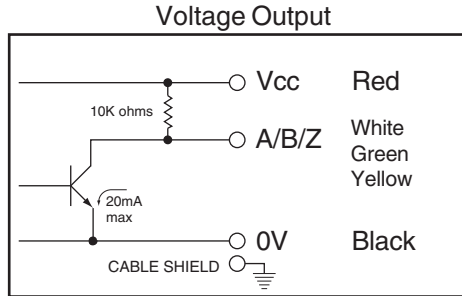 Voltage Output
Vcc Red
10K ohms
A/B/Z White
Green
Yellow
20mA
max
0V Black
CABLE SHIELD